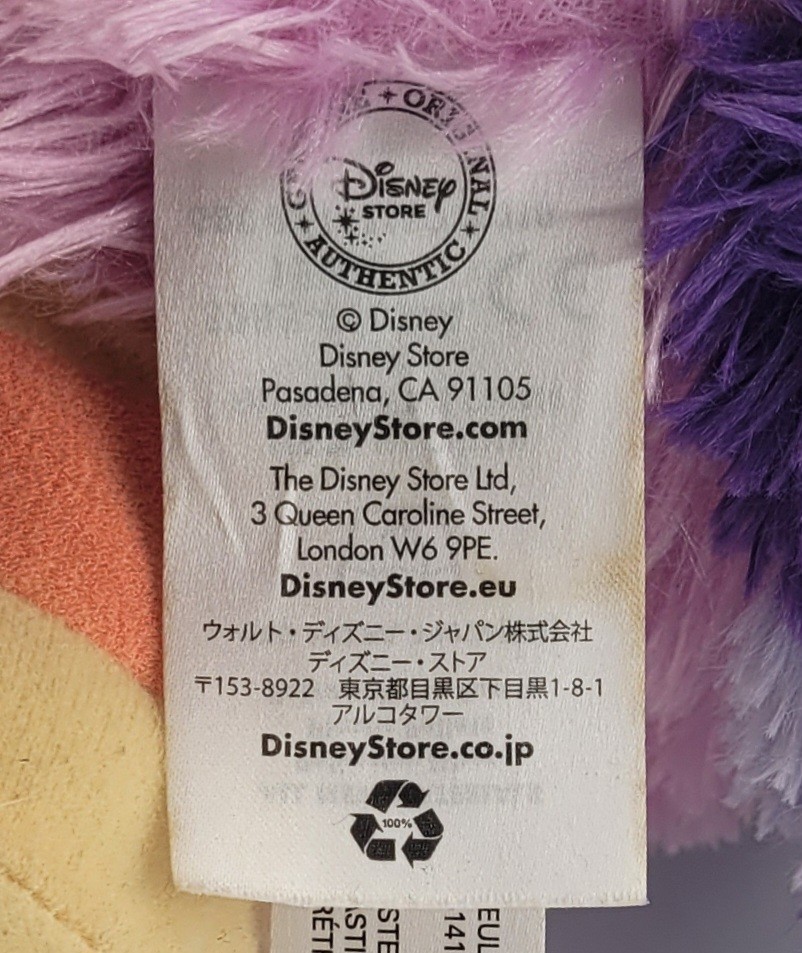 ORIGINAL
Disney
STORE
AUTHENTIC
© Disney
Disney Store
Pasadena, CA 91105
DisneyStore.com
The Disney Store Ltd,
3 Queen Caroline Street,
London W6 9PE.
DisneyStore.eu
ウォルト・ディズニー・ジャパン株式会社
ディズニー・ストア
〒153-8922 東京都目黒区下目黒1-8-1
アルコタワー
DisneyStore.co.jp
100%